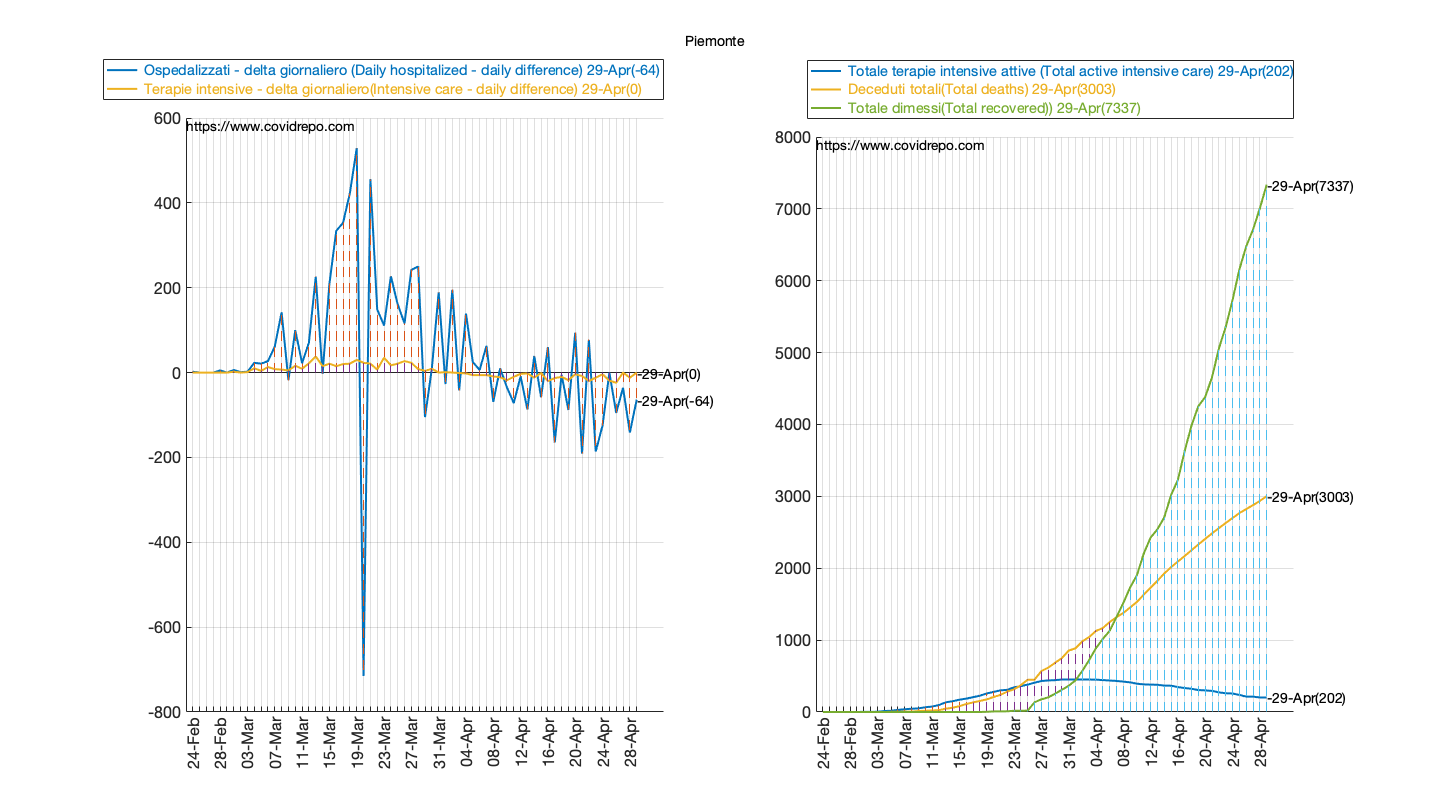 Piemonte
Ospedalizzati - delta giornaliero (Daily hospitalized - daily difference) 29-Apr(-64)
Terapie intensive - delta giornaliero(Intensive care - daily difference) 29-Apr(0)
https://www.covidrepo.com
600
400
200
0
-200
-400
-600
-800
-29-Apr(0)
-29-Apr(-64)
24-Feb
28-Feb
03-Mar
07-Mar
11-Mar
15-Mar
19-Mar
23-Mar
27-Mar
31-Mar
04-Apr
08-Apr
12-Apr
16-Apr
20-Apr
24-Apr
28-Apr
Totale terapie intensive attive (Total active intensive care) 29-Apr(202)
Deceduti totali(Total deaths) 29-Apr(3003)
Totale dimessi(Total recovered)) 29-Apr(7337)
https://www.covidrepo.com
8000
7000
6000
5000
4000
3000
2000
1000
0
-29-Apr(7337)
-29-Apr(3003)
-29-Apr(202)
24-Feb
28-Feb
03-Mar
07-Mar
11-Mar
15-Mar
19-Mar
23-Mar
27-Mar
31-Mar
04-Apr
08-Apr
12-Apr
16-Apr
20-Apr
24-Apr
28-Apr